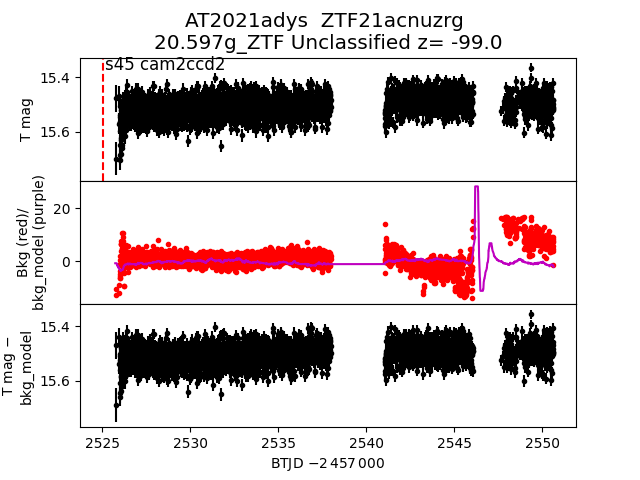 AT2021adys  ZTF21acnuzrg
20.597g_ZTF Unclassified z= -99.0
s45 cam2ccd2
T mag
15.4
15.6
Bkg (red)/
bkg_model (purple)
20
0
T mag −
bkg_model
15.4
15.6
2525 2530 2535 2540 2545 2550
BTJD −2 457 000